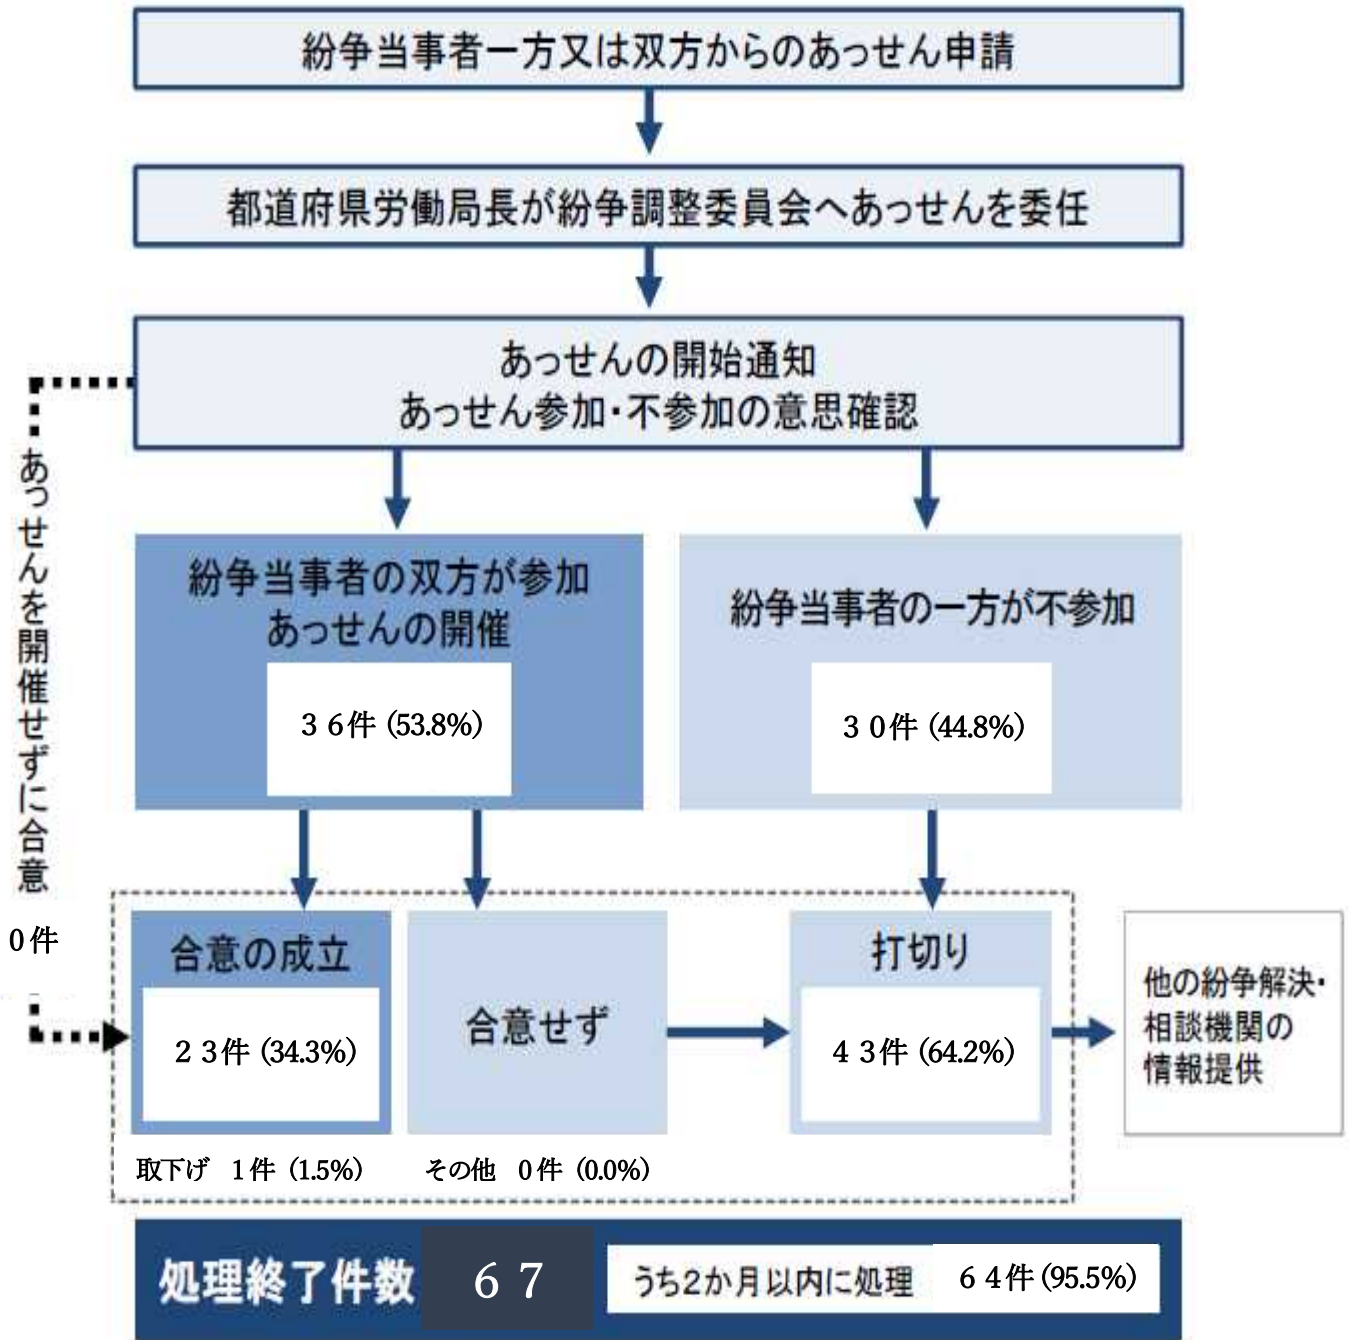 紛争当事者一方又は双方からのあっせん申請
都道府県労働局長が紛争調整委員会へあっせんを委任
あっせんの開始通知
あっせん参加・不参加の意思確認
あっせんを開催せずに合意
0件
紛争当事者の双方が参加
あっせんの開催
36件 (53.8%)
紛争当事者の一方が不参加
30件 (44.8%)
合意の成立
23件 (34.3%)
合意せず
打切り
43件 (64.2%)
他の紛争解決・
相談機関の
情報提供
取下げ 1件 (1.5%)
その他 0件 (0.0%)
処理終了件数 67
うち2か月以内に処理 64件(95.5%)